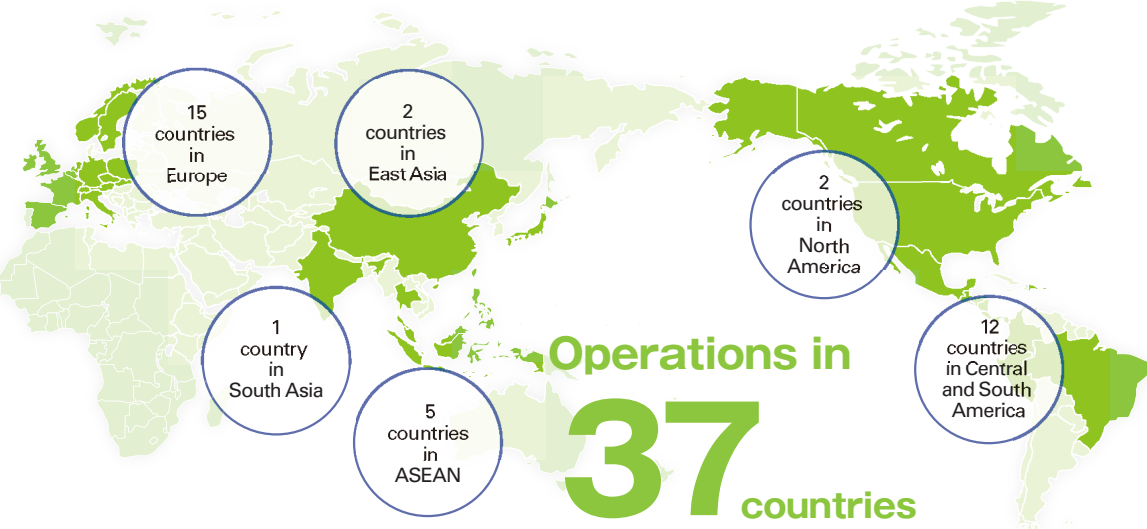 15
countries
in
Europe
2
countries
in
East Asia
2
countries
in
North
America
1
country
in
South Asia
12
countries
in Central
and South
America
5
countries
in
ASEAN
Operations in
37
countries